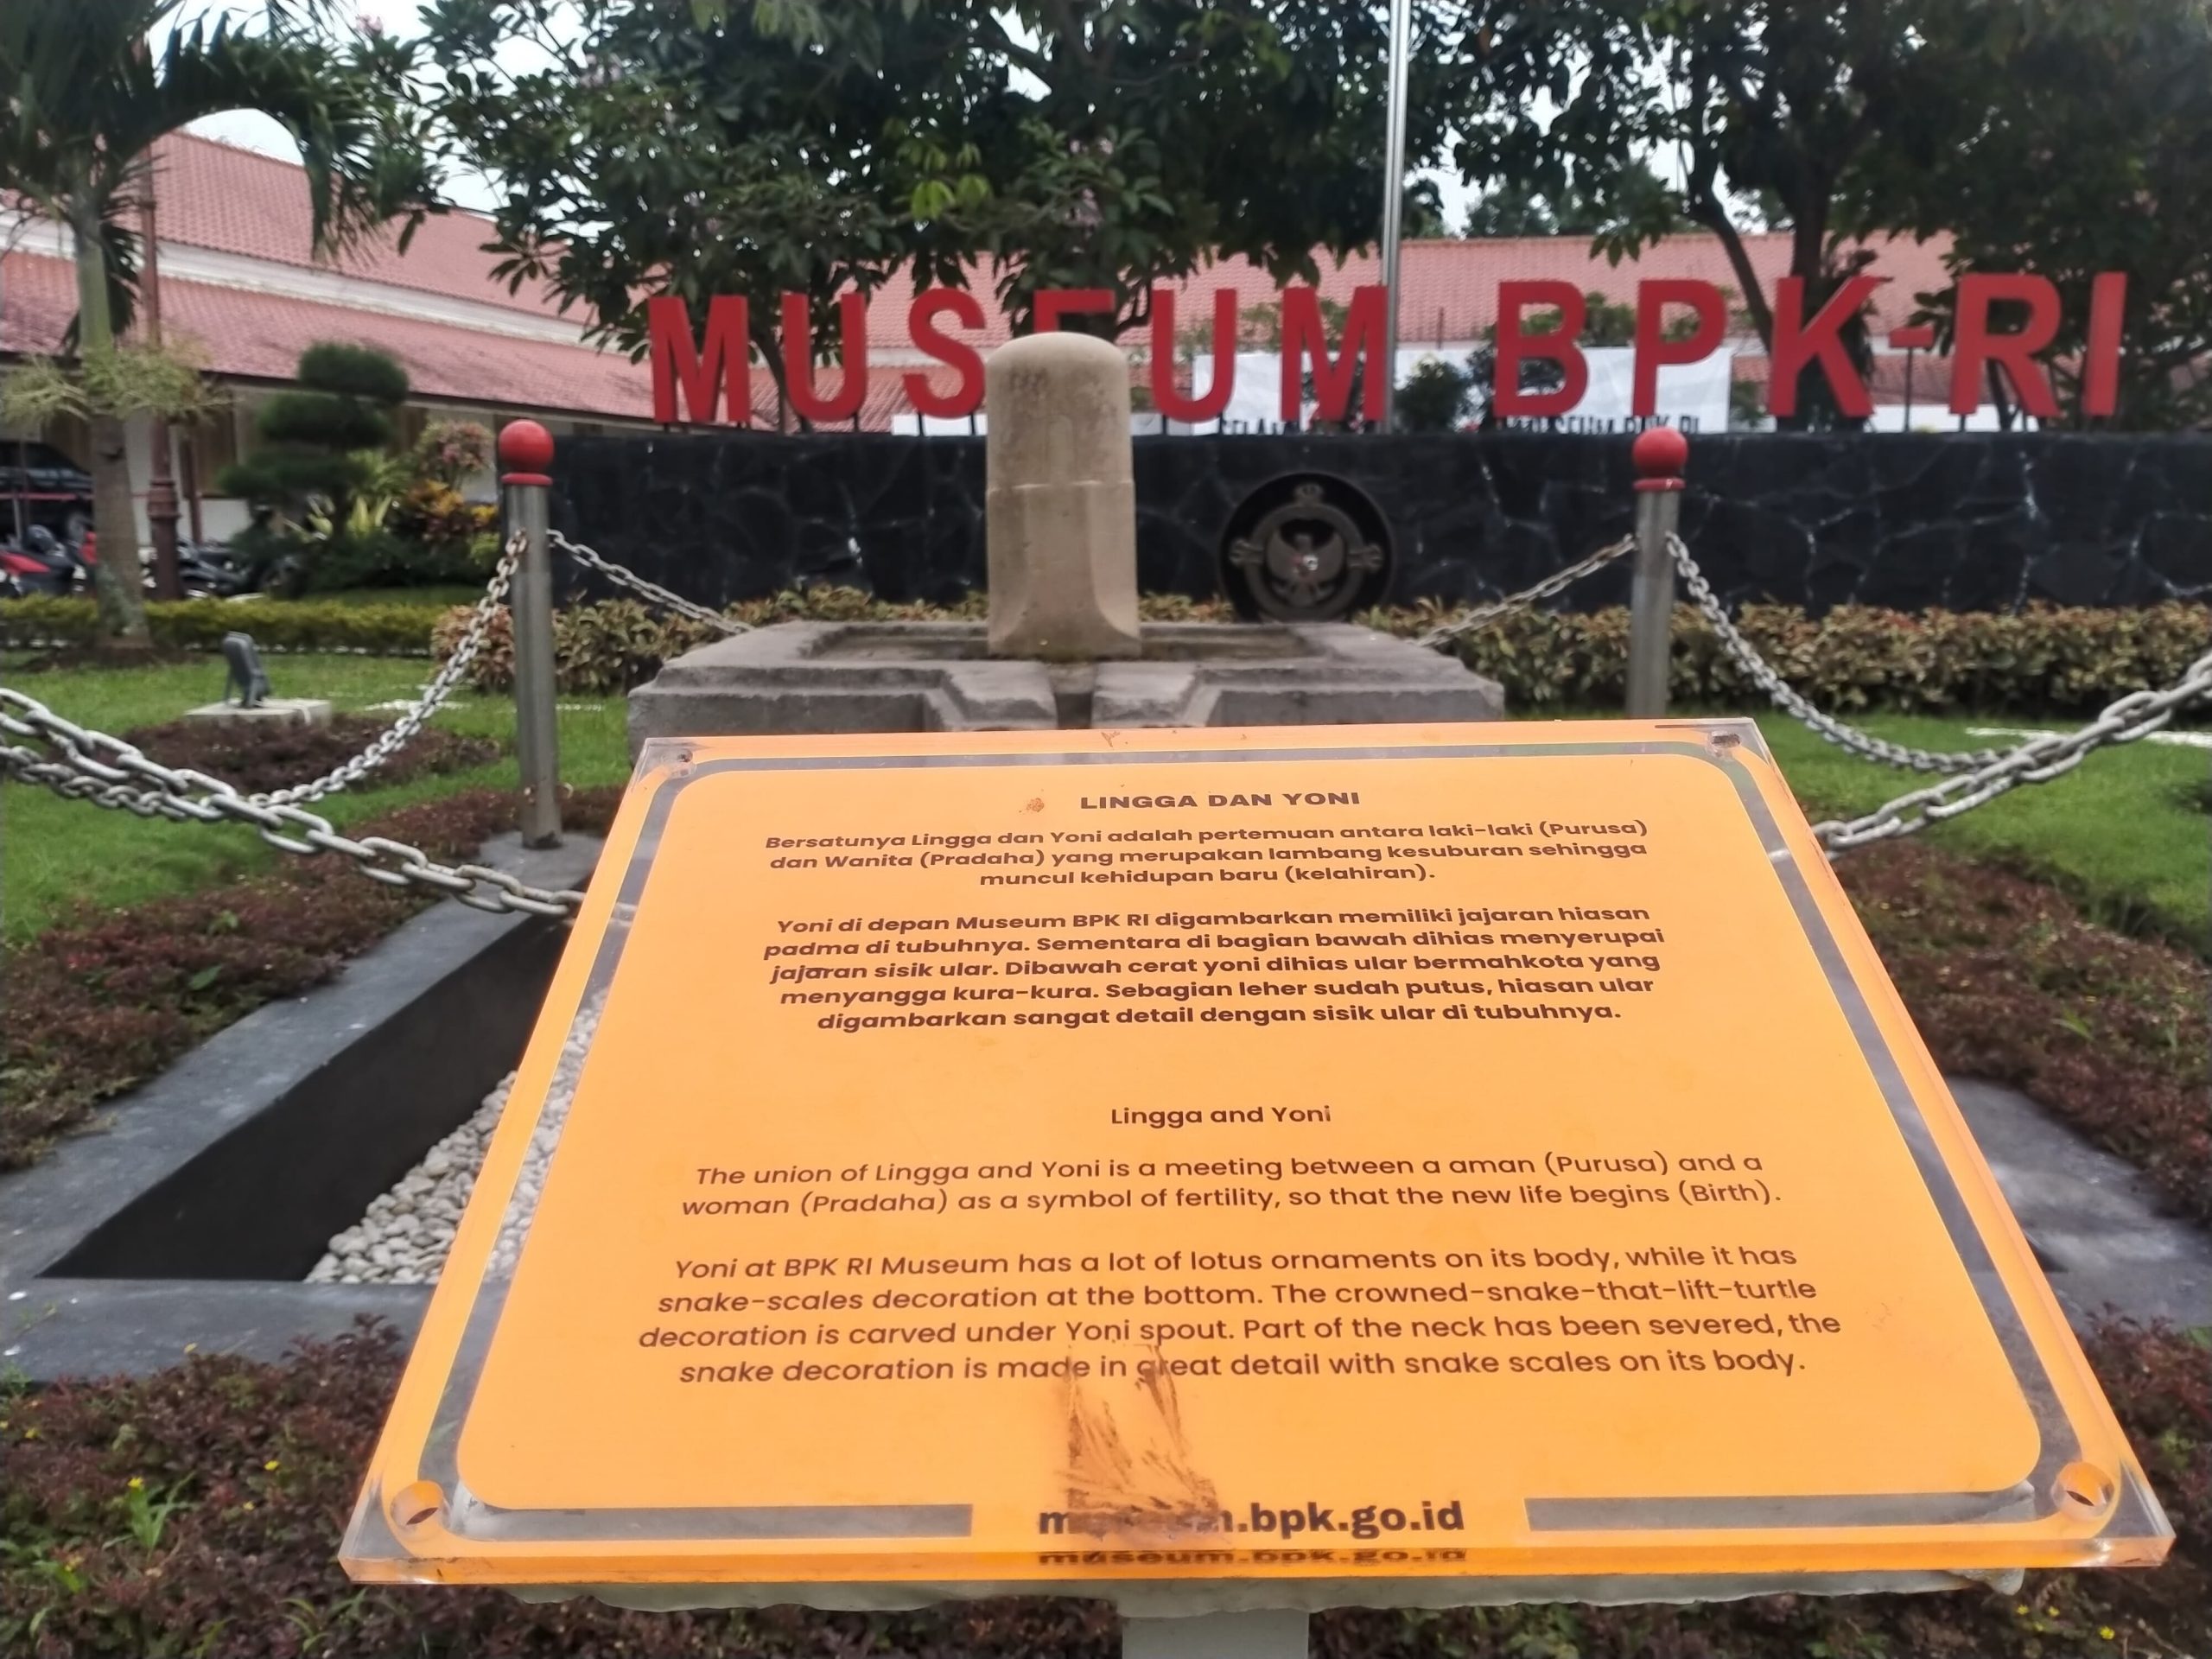 MUSEUM BPK-RI
MUSEUM BPK RI
LINGGA DAN YONI
Bersatunya Lingga dan Yoni adalah pertemuan antara laki-laki (Purusa)
dan Wanita (Pradaha) yang merupakan lambang kesuburan sehingga
muncul kehidupan baru (kelahiran).
Yoni di depan Museum BPK RI digambarkan memiliki jajaran hiasan
padma di tubuhnya. Sementara di bagian bawah dihias menyerupai
jajaran sisik ular. Dibawah cerat yoni dihias ular bermahkota yang
menyangga kura-kura. Sebagian leher sudah putus, hiasan ular
digambarkan sangat detail dengan sisik ular di tubuhnya.
Lingga and Yoni
The union of Lingga and Yoni is a meeting between a aman (Purusa) and a
woman (Pradaha) as a symbol of fertility, so that the new life begins (Birth).
Yoni at BPK RI Museum has a lot of lotus ornaments on its body, while it has
snake-scales decoration at the bottom. The crowned-snake-that-lift-turtle
decoration is carved under Yoni spout. Part of the neck has been severed, the
snake decoration is made in great detail with snake scales on its body.
museum.bpk.go.id